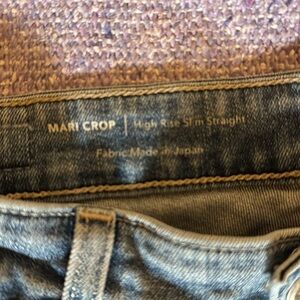 MARI CROP | High Rise Slim Straight
Fabric Made in Japan